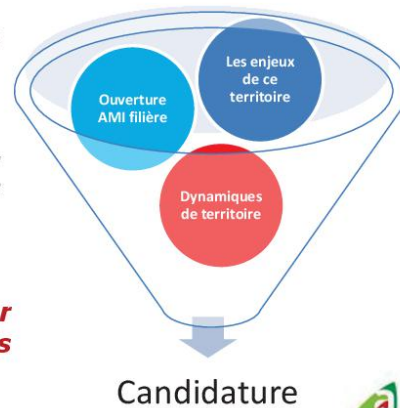 Les enjeux
de ce
territoire
Ouverture
AMI filière
Dynamiques
de territoire
Candidature